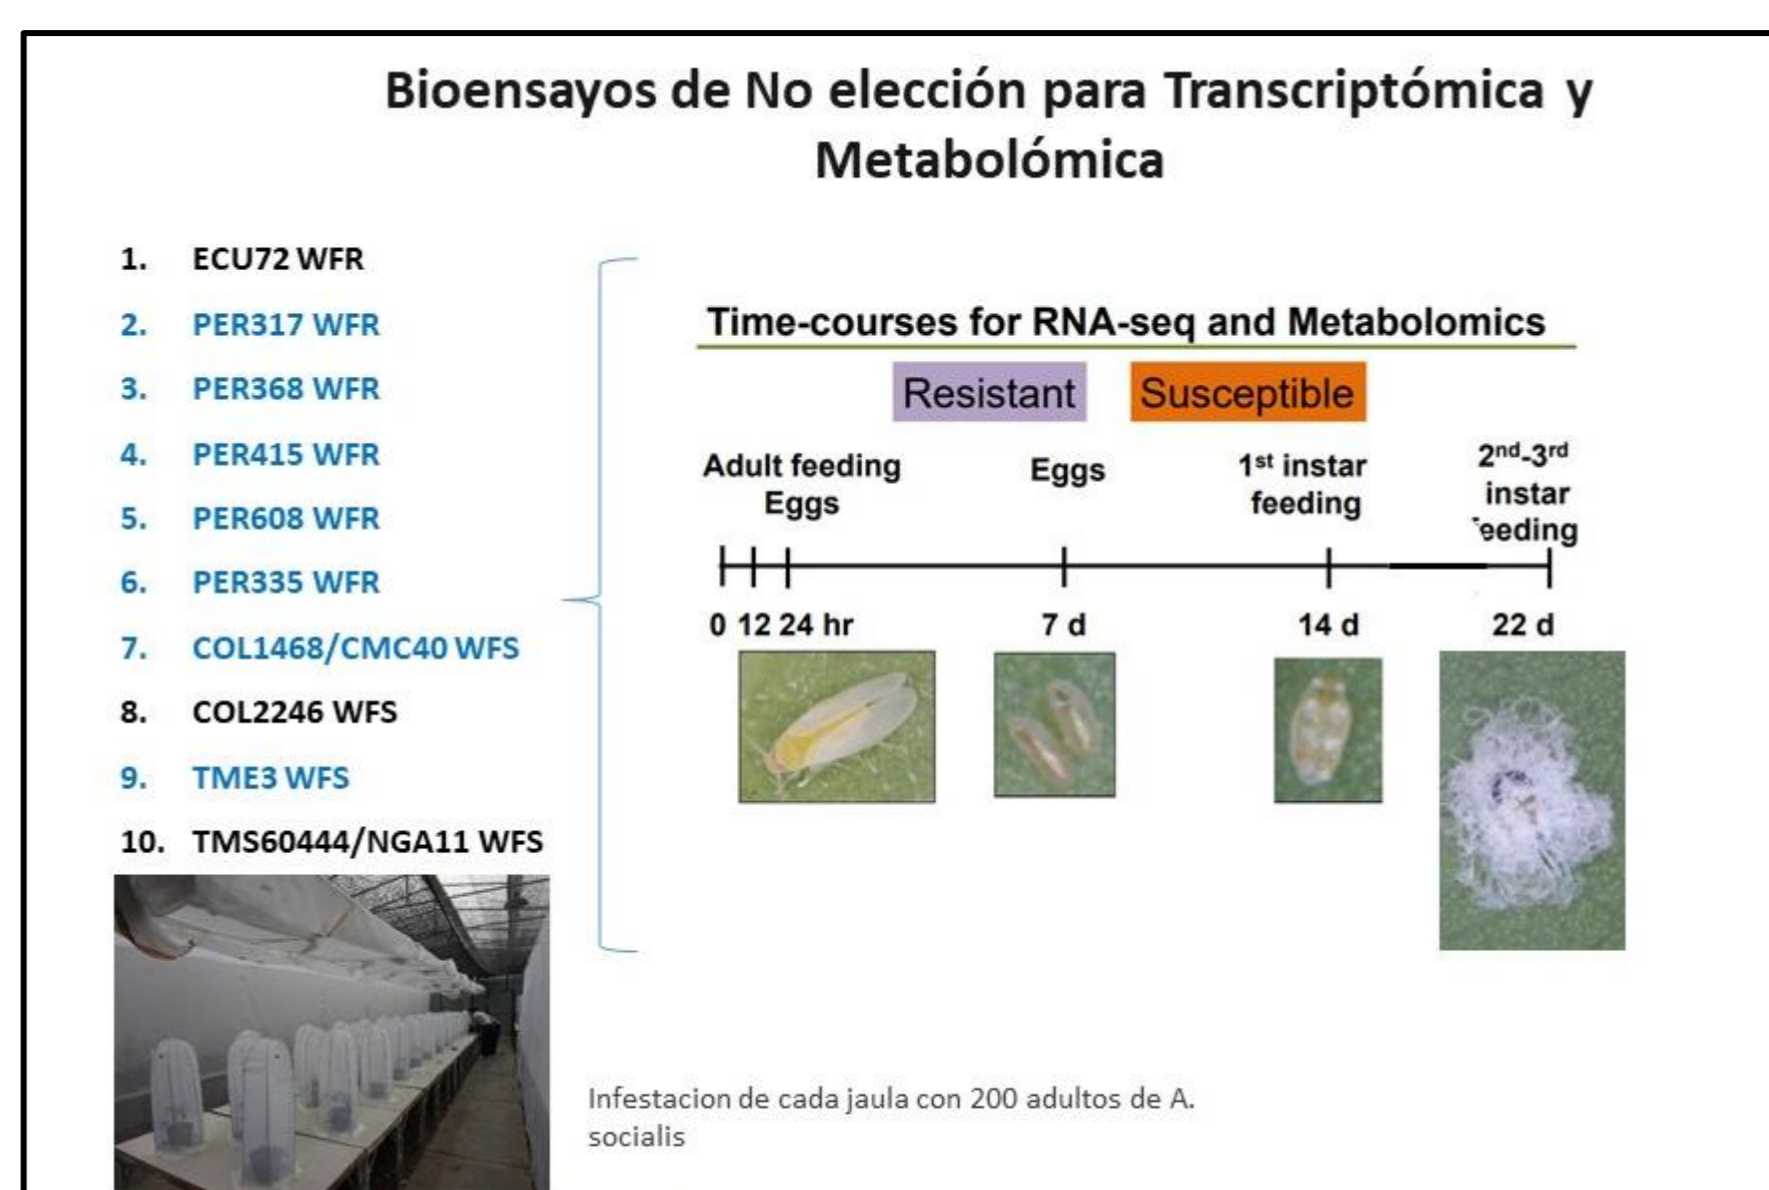 Bioensayos de No elección para Transcriptómica y
Metabolómica
1. ECU72 WFR
2. PER317 WFR
3. PER368 WFR
4. PER415 WFR
5. PER608 WFR
6. PER335 WFR
7. COL1468/CMC40 WFS
8. COL2246 WFS
9. TME3 WFS
10. TMS60444/NGA11 WFS
Time-courses for RNA-seq and Metabolomics
Resistant Susceptible
Adult feeding
Eggs
Eggs
1st instar
feeding
2nd-3rd
instar
feeding
0 12 24 hr 7 d 14 d 22 d
Infestacion de cada jaula con 200 adultos de A.
socialis